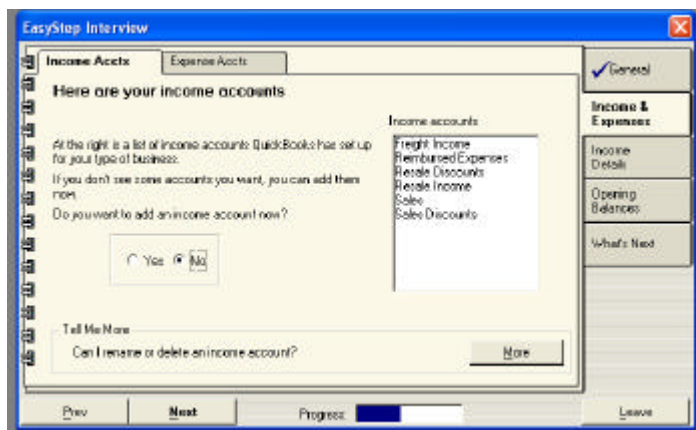 EasyStep Interview
Income Accts
Expense Accts
General
Here are your income accounts
Income &
Expenses
Income accounts
At the right is a list of income accounts QuickBooks has set up
for your type of business.
If you don't see some accounts you want, you can add them
now.
Do you want to add an income account now?
Freight Income
Reimbursed Expenses
Resale Discounts
Resale Income
Sales
Sales Discounts
Income
Details
Opening
Balances
What's Next
Yes
No
Tell Me More
Can I rename or delete an income account?
More
Prev
Next
Progress:
Leave